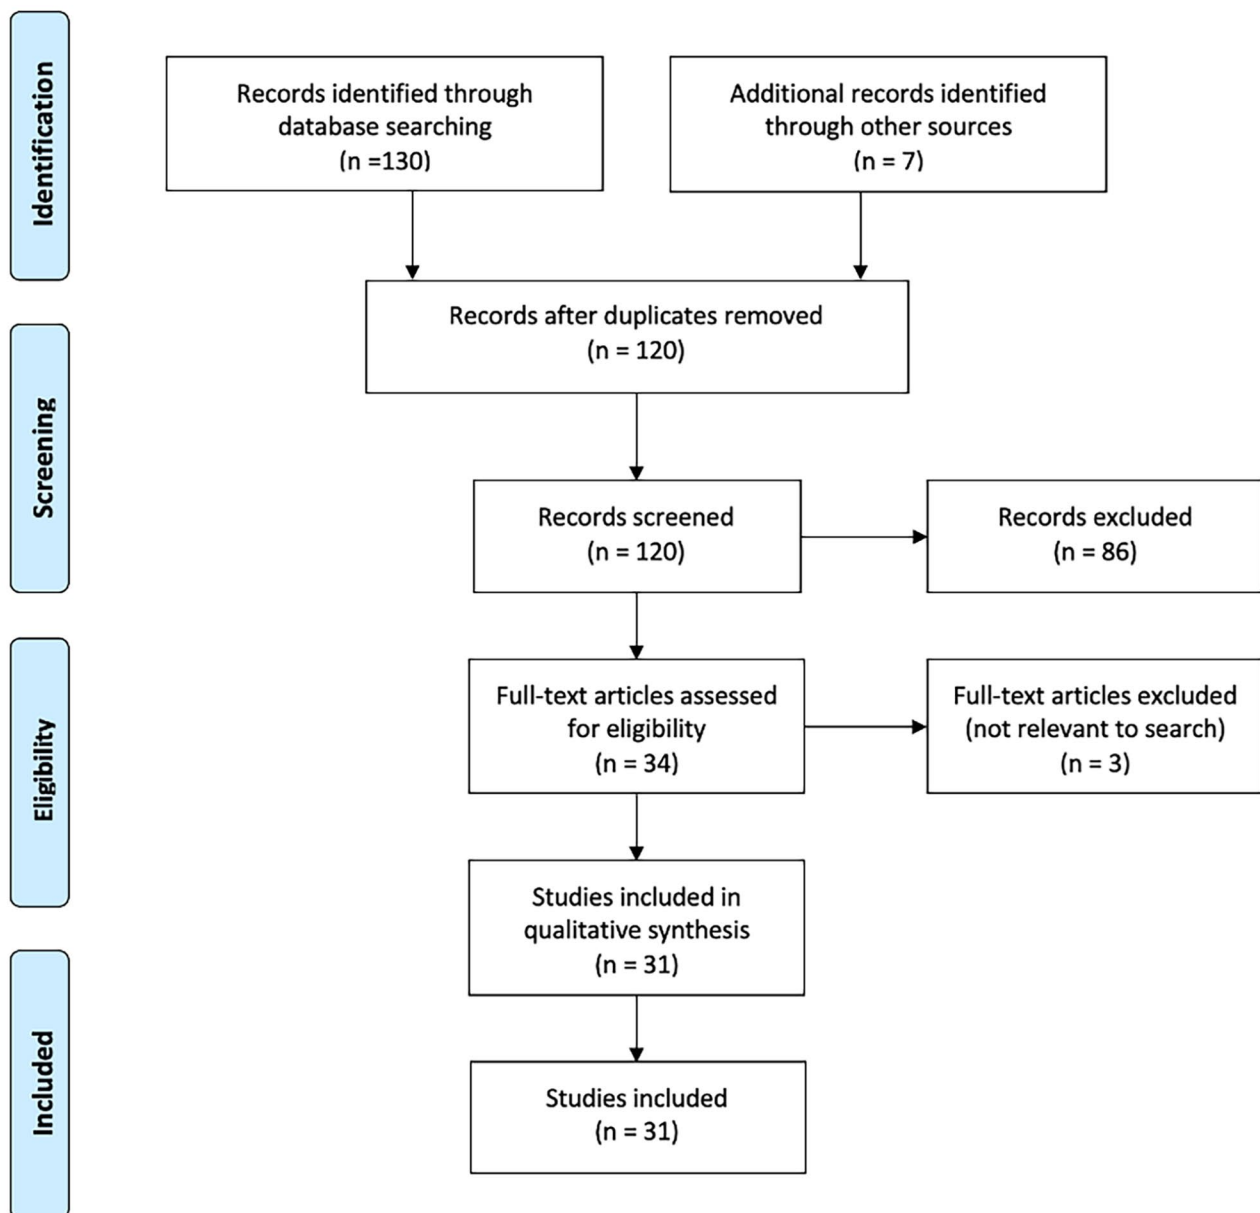 Identification
Records identified through
database searching
(n =130)
Additional records identified
through other sources
(n = 7)
Records after duplicates removed
(n = 120)
Screening
Records screened
(n = 120)
Records excluded
(n = 86)
Eligibility
Full-text articles assessed
for eligibility
(n = 34)
Full-text articles excluded
(not relevant to search)
(n = 3)
Studies included in
qualitative synthesis
(n = 31)
Included
Studies included
(n = 31)